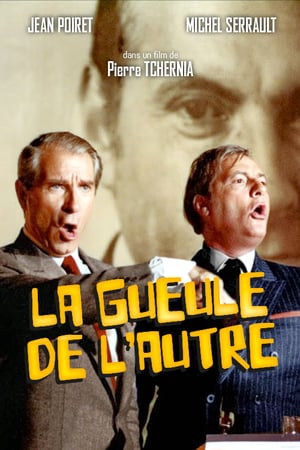 JEAN POIRET MICHEL SERRAULT
dans un film de
Pierre TCHERNIA
LA GUEULE
DE L'AUTRE